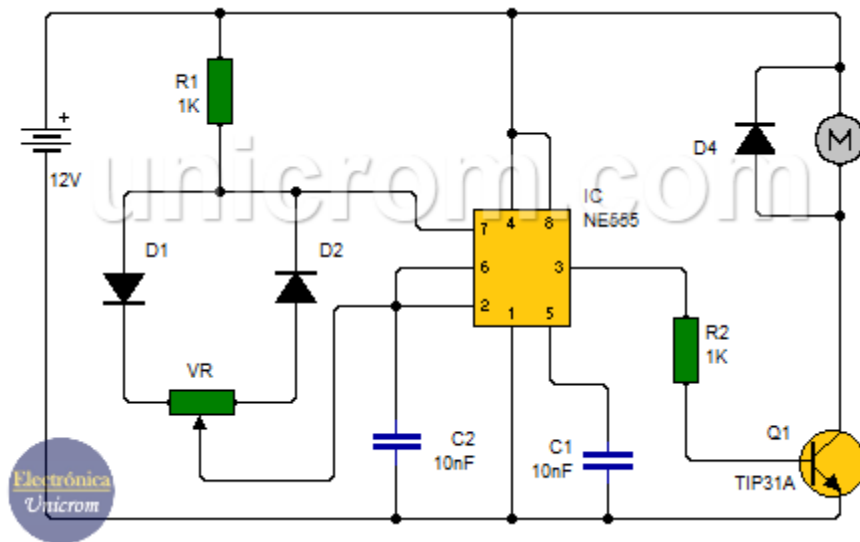 R1
1K
+
12V
unicrom.com
D4
M
IC
NE555
7
4
8
6
3
2
1
5
D1
D2
VR
R2
1K
C2
10nF
C1
10nF
Q1
TIP31A
Electrónica
Unicrom